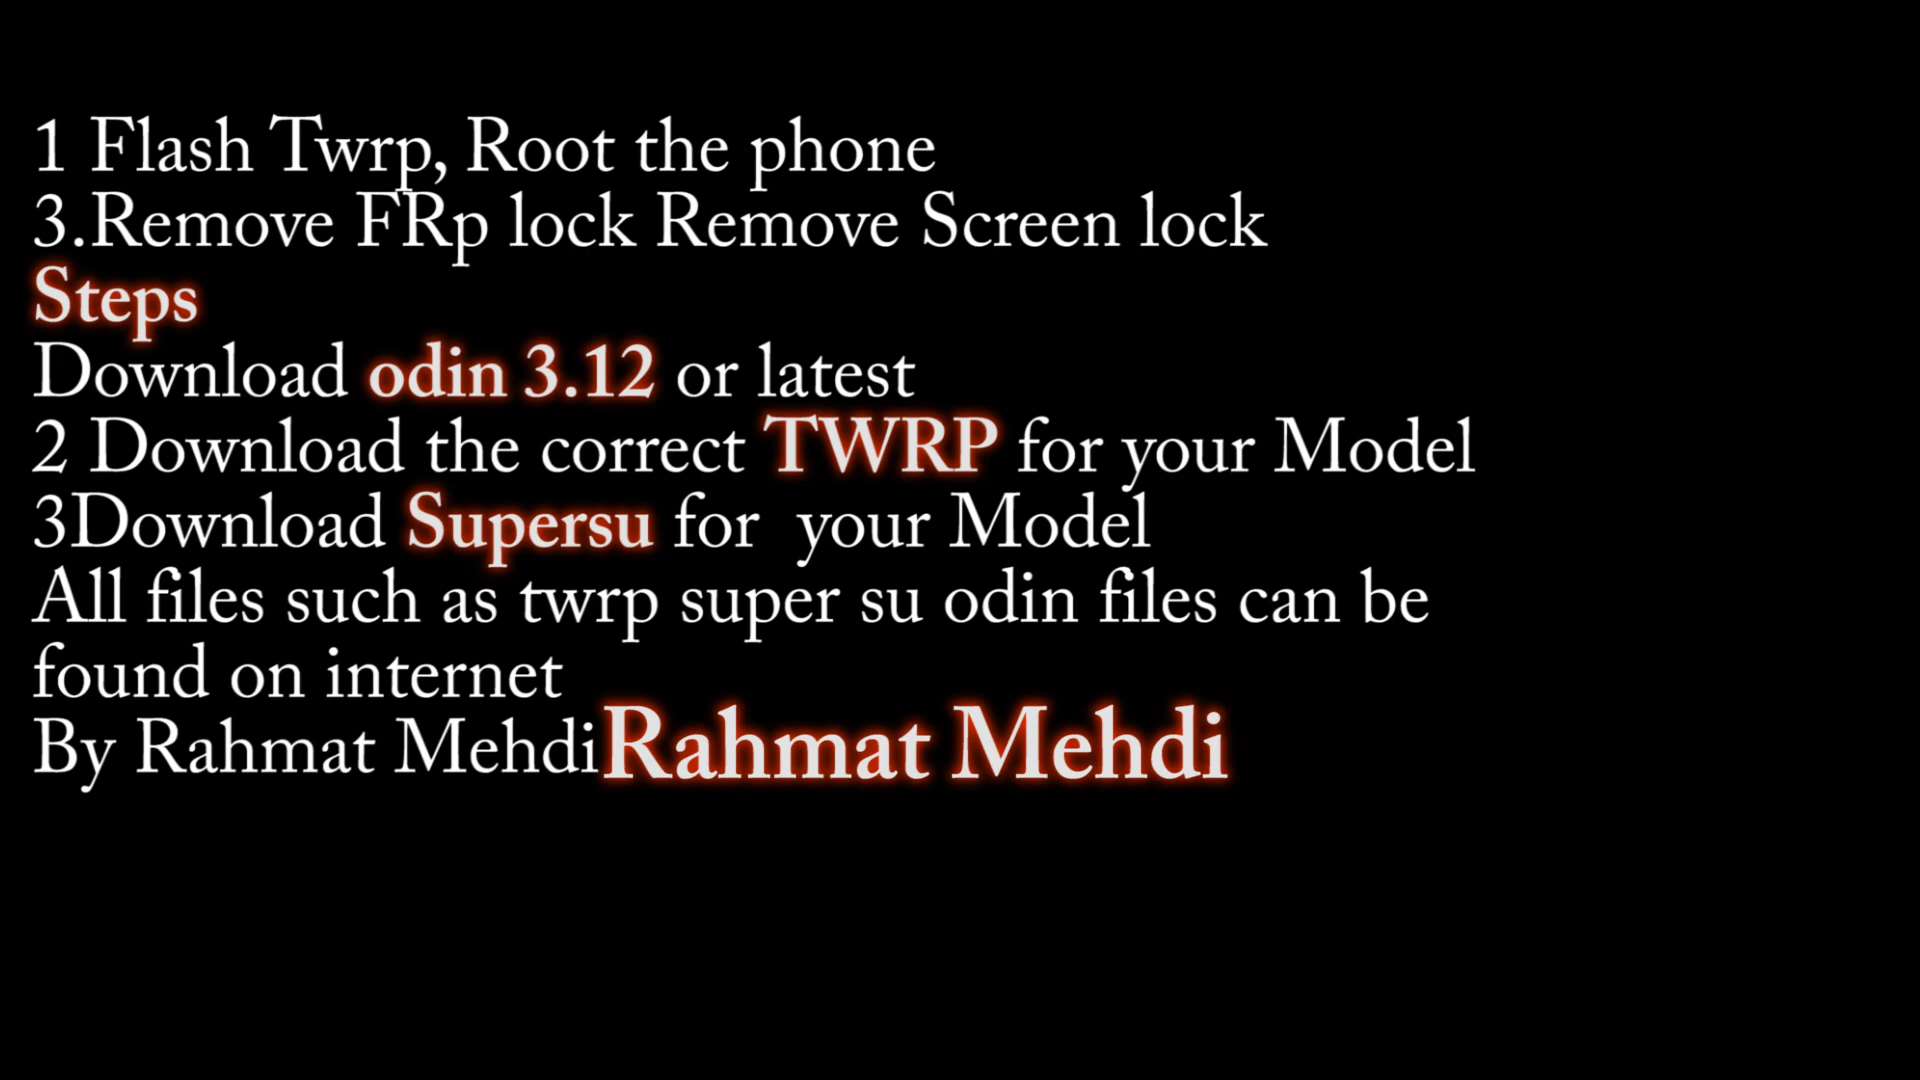 1 Flash Twrp, Root the phone
3.Remove FRp lock Remove Screen lock
Steps
Download odin 3.12 or latest
2 Download the correct TWRP for your Model
3Download Supersu for  your Model
All files such as twrp super su odin files can be
found on internet
By Rahmat MehdiRahmat Mehdi